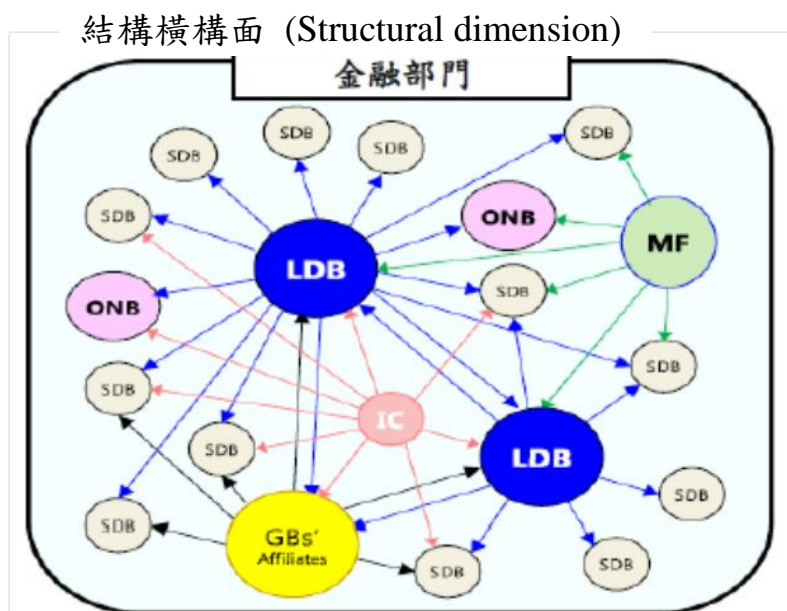 結構橫構面 (Structural dimension)
金融部門
SDB
SDB
SDB
SDB
SDB
ONB
MF
LDB
SDB
ONB
SDB
SDB
IC
SDB
LDB
SDB
SDB
GBs'
Affiliates
SDB
SDB